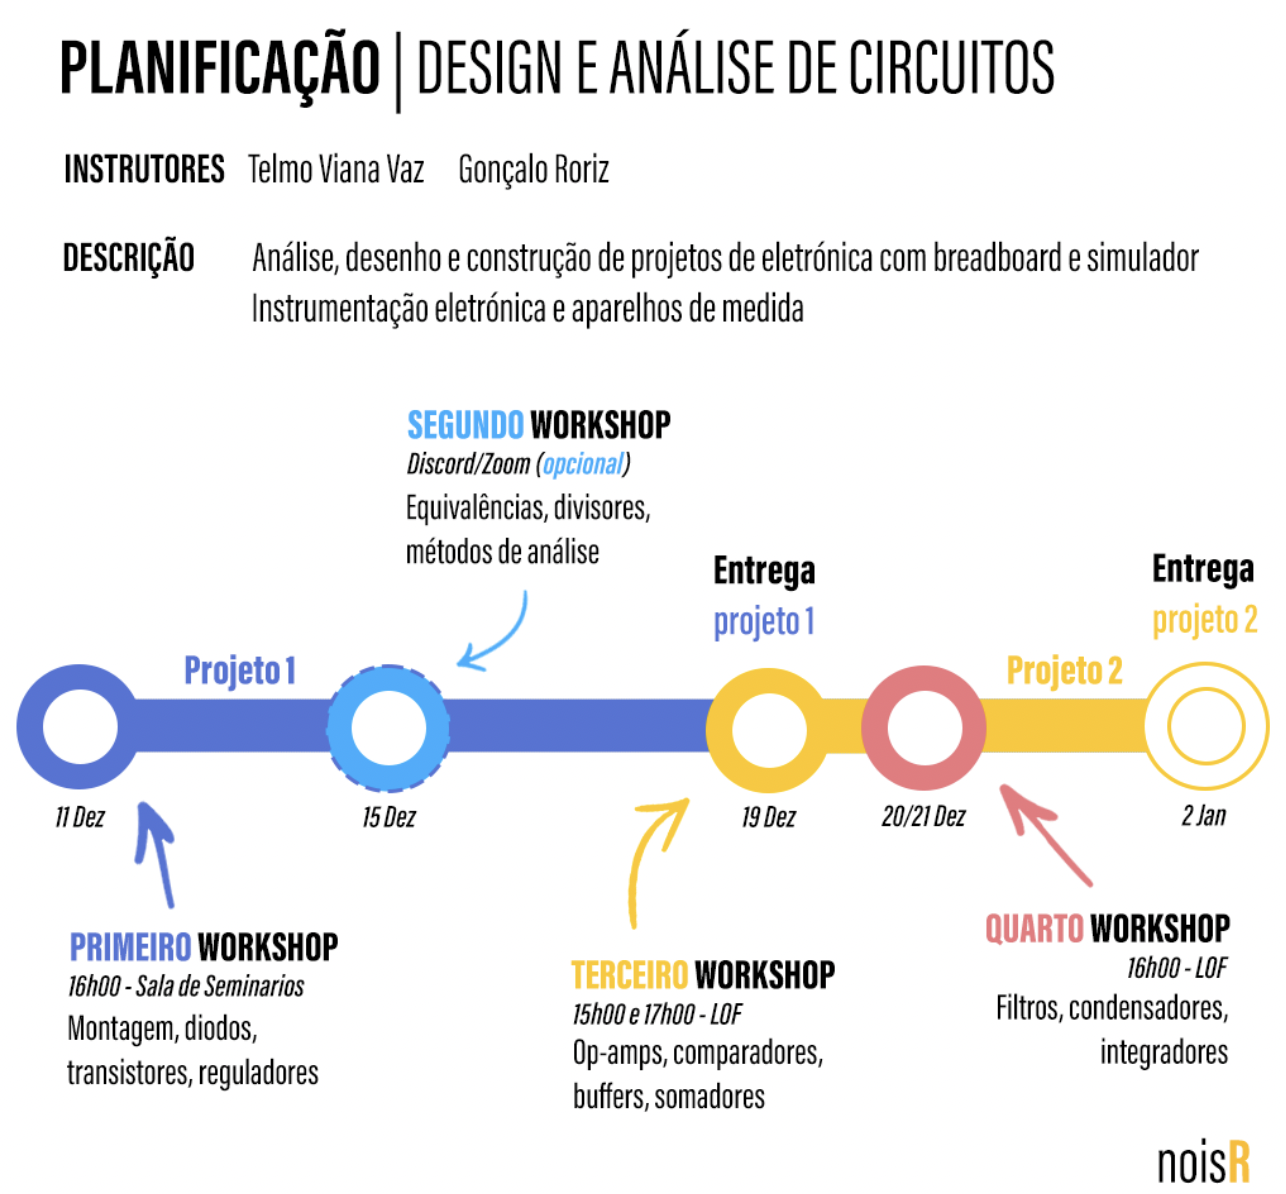 PLANIFICAÇÃO | DESIGN E ANÁLISE DE CIRCUITOS
INSTRUTORES Telmo Viana Vaz Gonçalo Roriz
DESCRIÇÃO Análise, desenho e construção de projetos de eletrónica com breadboard e simulador
Instrumentação eletrónica e aparelhos de medida
SEGUNDO WORKSHOP
Discord/Zoom (opcional)
Equivalências, divisores,
métodos de análise
Entrega
projeto 1
Entrega
projeto 2
Projeto 1
Projeto 2
11 Dez
15 Dez
19 Dez
20/21 Dez
2 Jan
PRIMEIRO WORKSHOP
16h00 - Sala de Seminarios
Montagem, diodos,
transistores, reguladores
TERCEIRO WORKSHOP
15h00 e 17h00 - LOF
Op-amps, comparadores,
buffers, somadores
QUARTO WORKSHOP
16h00 - LOF
Filtros, condensadores,
integradores
noisR